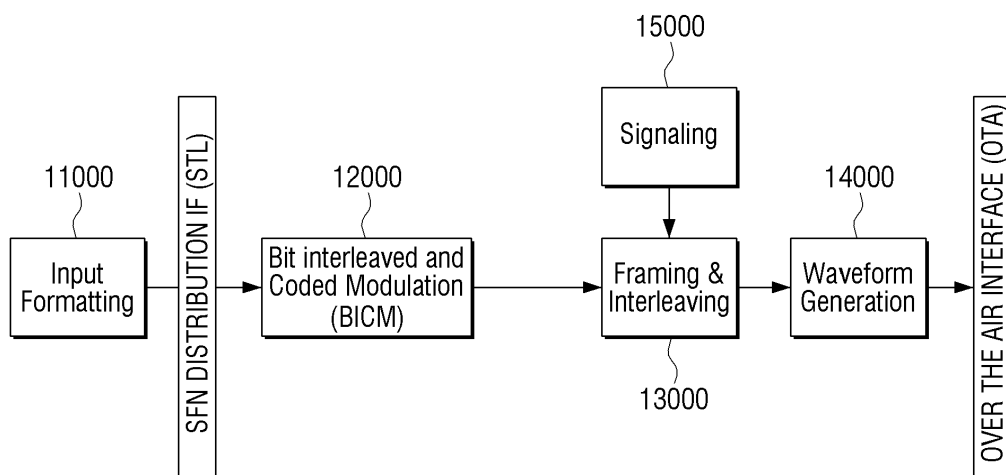 15000
Signaling
11000
Input
Formatting
SFN DISTRIBUTION IF (STL)
12000
Bit interleaved and
Coded Modulation
(BICM)
Framing &
Interleaving
13000
14000
Waveform
Generation
OVER THE AIR INTERFACE (OTA)